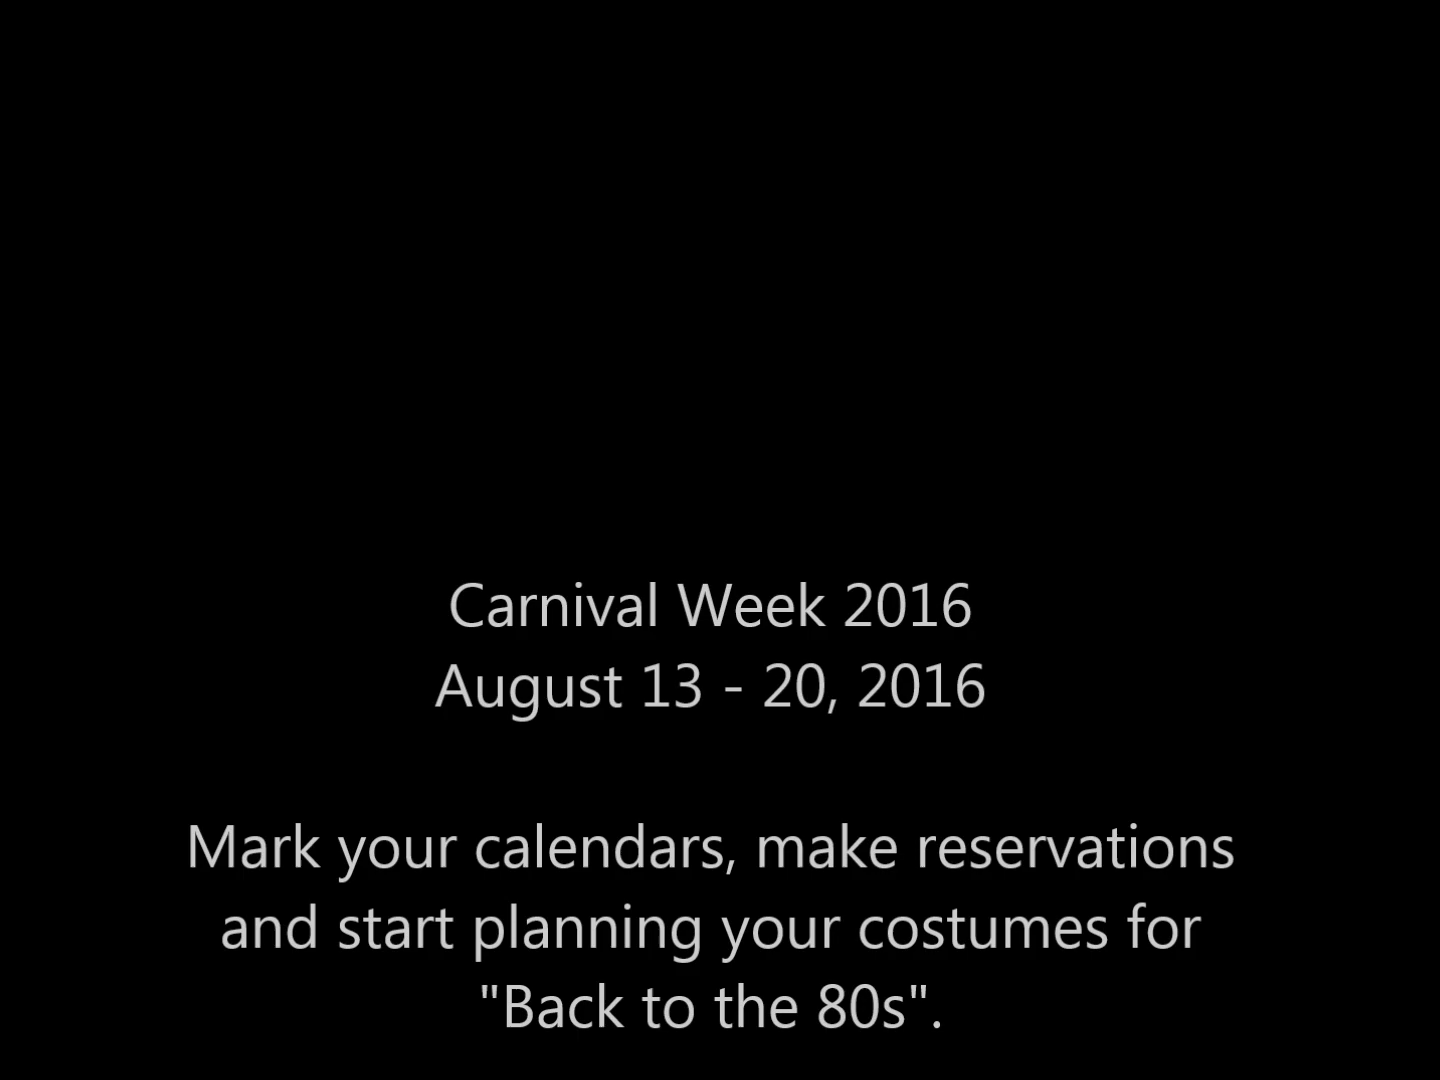 Carnival Week 2016
August 13 - 20, 2016
Mark your calendars, make reservations
and start planning your costumes for
"Back to the 80s".